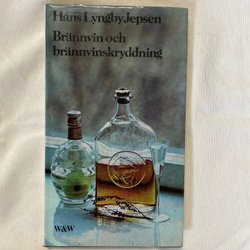 Hans Lyngby Jepsen
Brännvin och
brännvinskryddning
W&W